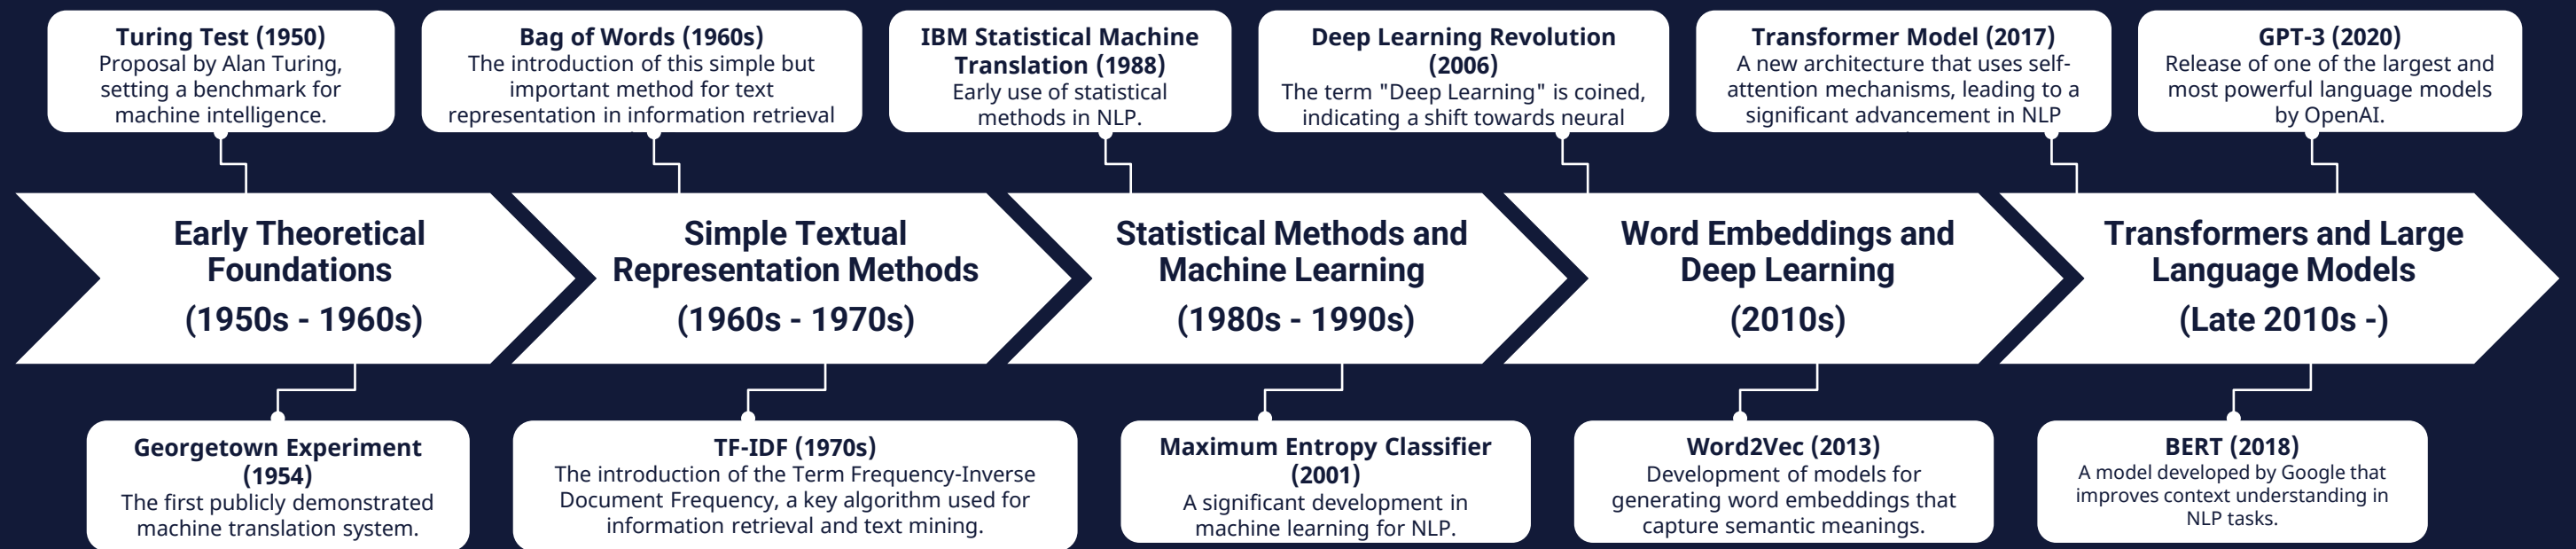 Turing Test (1950)
Proposal by Alan Turing,
setting a benchmark for
machine intelligence.
Bag of Words (1960s)
The introduction of this simple but
important method for text
representation in information retrieval
IBM Statistical Machine
Translation (1988)
Early use of statistical
methods in NLP.
Deep Learning Revolution
(2006)
The term "Deep Learning" is coined,
indicating a shift towards neural
Transformer Model (2017)
A new architecture that uses self-
attention mechanisms, leading to a
significant advancement in NLP
GPT-3 (2020)
Release of one of the largest and
most powerful language models
by OpenAI.
Early Theoretical
Foundations
(1950s - 1960s)
Simple Textual
Representation Methods
(1960s - 1970s)
Statistical Methods and
Machine Learning
(1980s - 1990s)
Word Embeddings and
Deep Learning
(2010s)
Transformers and Large
Language Models
(Late 2010s -)
Georgetown Experiment
(1954)
The first publicly demonstrated
machine translation system.
TF-IDF (1970s)
The introduction of the Term Frequency-Inverse
Document Frequency, a key algorithm used for
information retrieval and text mining.
Maximum Entropy Classifier
(2001)
A significant development in
machine learning for NLP.
Word2Vec (2013)
Development of models for
generating word embeddings that
capture semantic meanings.
BERT (2018)
A model developed by Google that
improves context understanding in
NLP tasks.